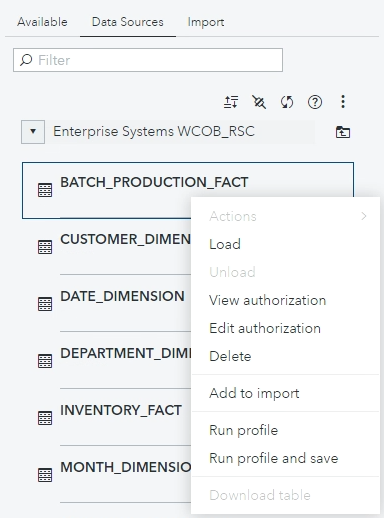 Available Data Sources Import
Filter
Enterprise Systems WCOB_RSC
BATCH_PRODUCTION_FACT
Actions
CUSTOMER_DIMEN
Load
Unload
DATE_DIMENSION
View authorization
Edit authorization
DEPARTMENT_DIM
Delete
Add to import
INVENTORY_FACT
Run profile
MONTH_DIMENSIO
Run profile and save
Download table